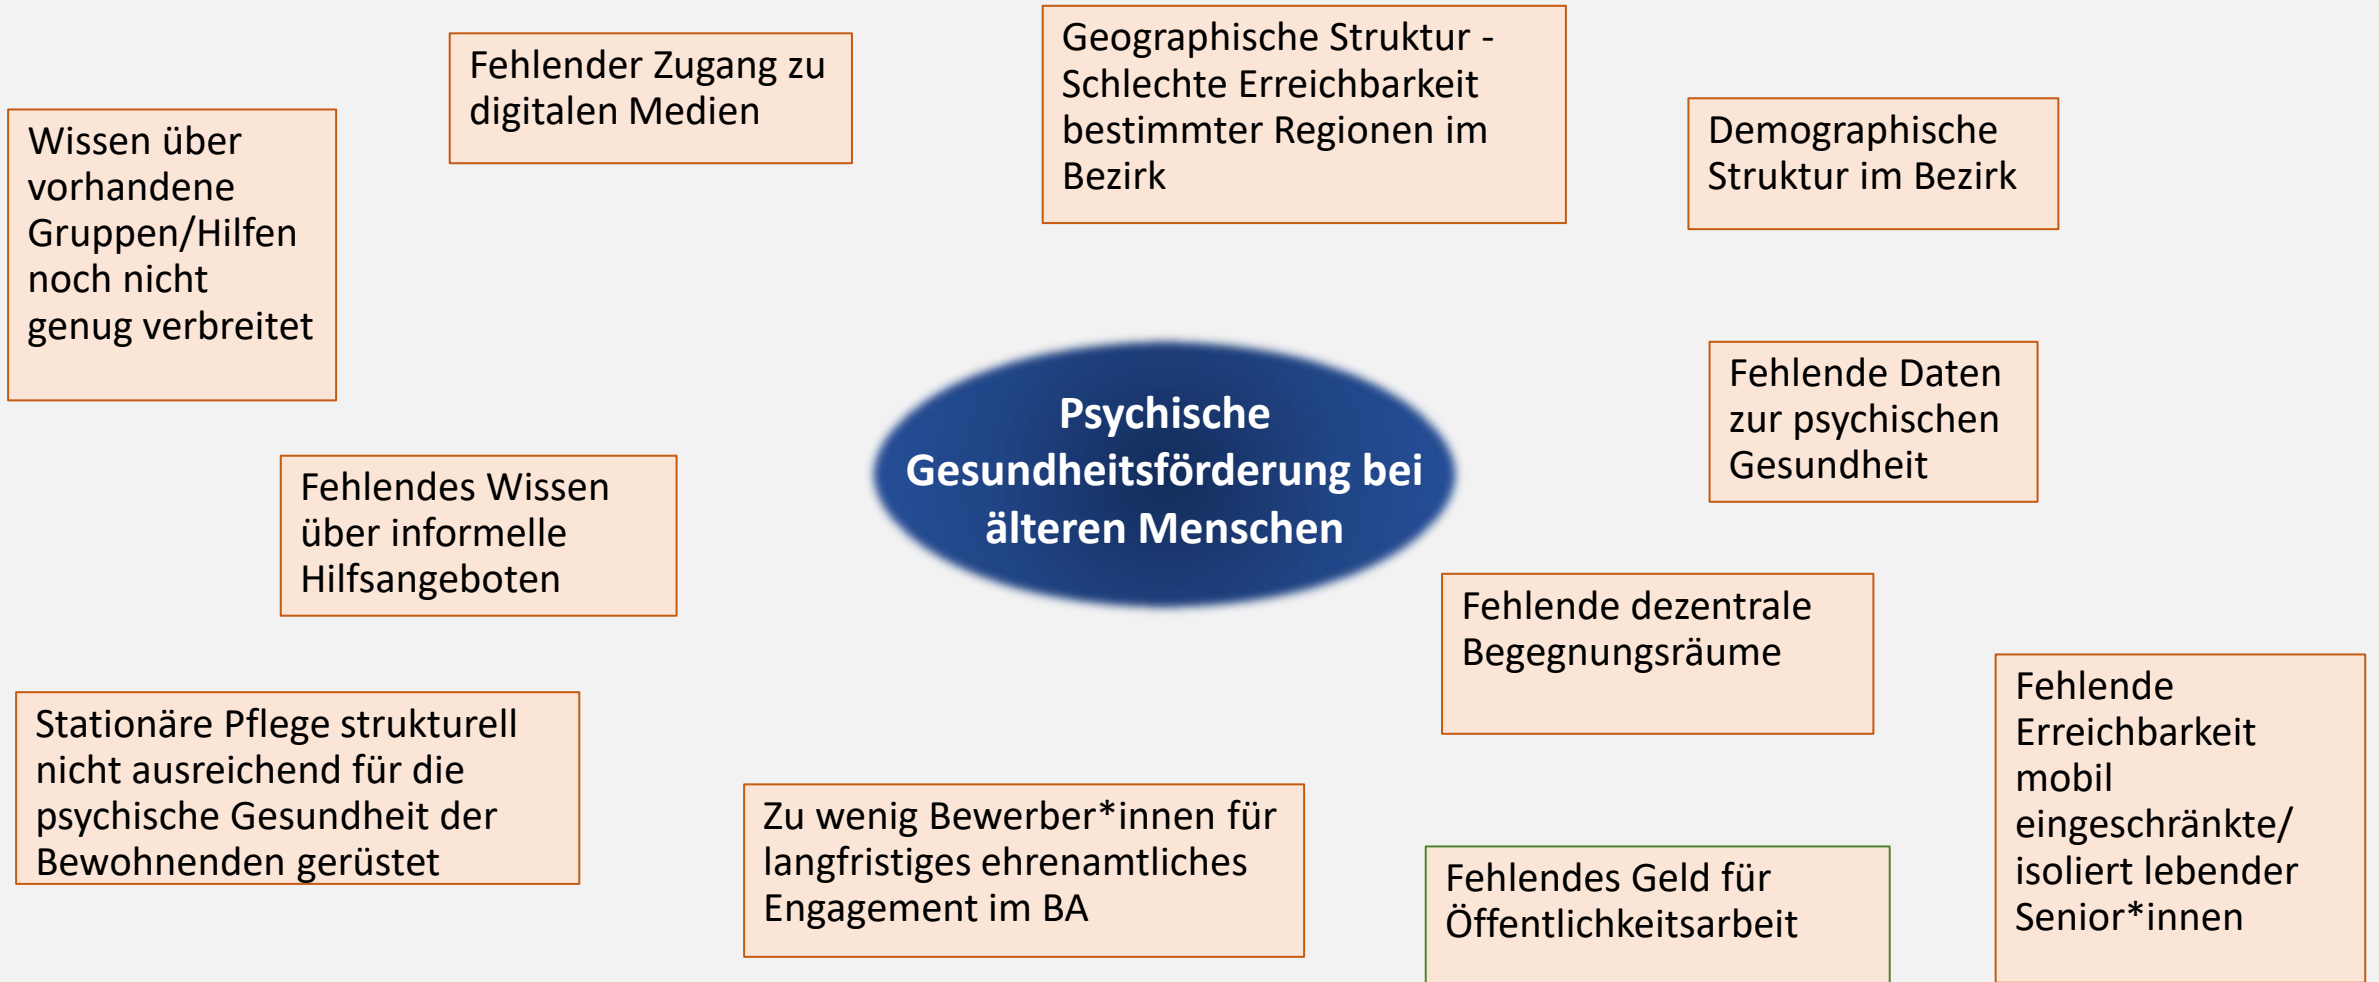 Fehlender Zugang zu
digitalen Medien
Geographische Struktur -
Schlechte Erreichbarkeit
bestimmter Regionen im
Bezirk
Demographische
Struktur im Bezirk
Wissen über
vorhandene
Gruppen/Hilfen
noch nicht
genug verbreitet
Psychische
Gesundheitsförderung bei
älteren Menschen
Fehlende Daten
zur psychischen
Gesundheit
Fehlendes Wissen
über informelle
Hilfsangeboten
Fehlende dezentrale
Begegnungsräume
Stationäre Pflege strukturell
nicht ausreichend für die
psychische Gesundheit der
Bewohnenden gerüstet
Zu wenig Bewerber*innen für
langfristiges ehrenamtliches
Engagement im BA
Fehlendes Geld für
Öffentlichkeitsarbeit
Fehlende
Erreichbarkeit
mobil
eingeschränkte/
isoliert lebender
Senior*innen